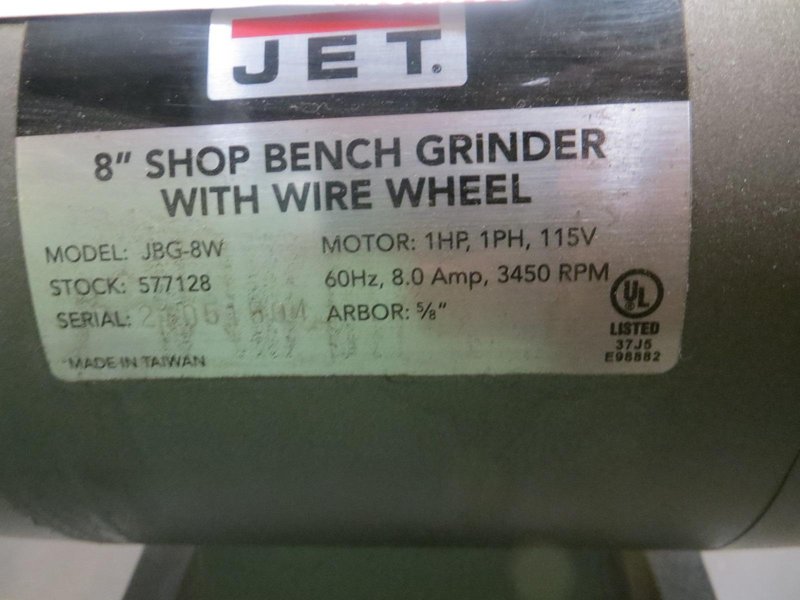 JET®
8" SHOP BENCH GRiNDER
WITH WIRE WHEEL
MODEL: JBG-8W
STOCK: 577128
SERIAL:
MADE IN TAIWAN
MOTOR: 1HP, 1PH, 115V
60Hz, 8.0 Amp, 3450 RPM
ARBOR: 5/8"
UL
LISTED
37J5
E98882